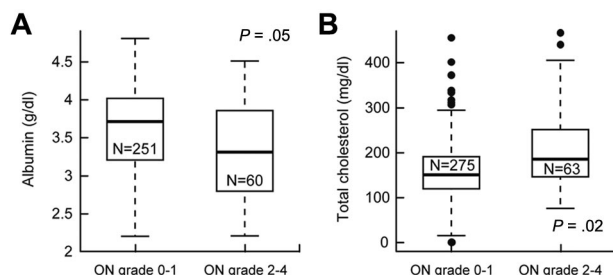 A
P = .05
Albumin (g/dl)
4.5
4
3.5
3
2.5
2
N=251
N=60
ON grade 0-1
ON grade 2-4
B
Total cholesterol (mg/dl)
400
300
200
100
0
N=275
N=63
P = .02
ON grade 0-1
ON grade 2-4